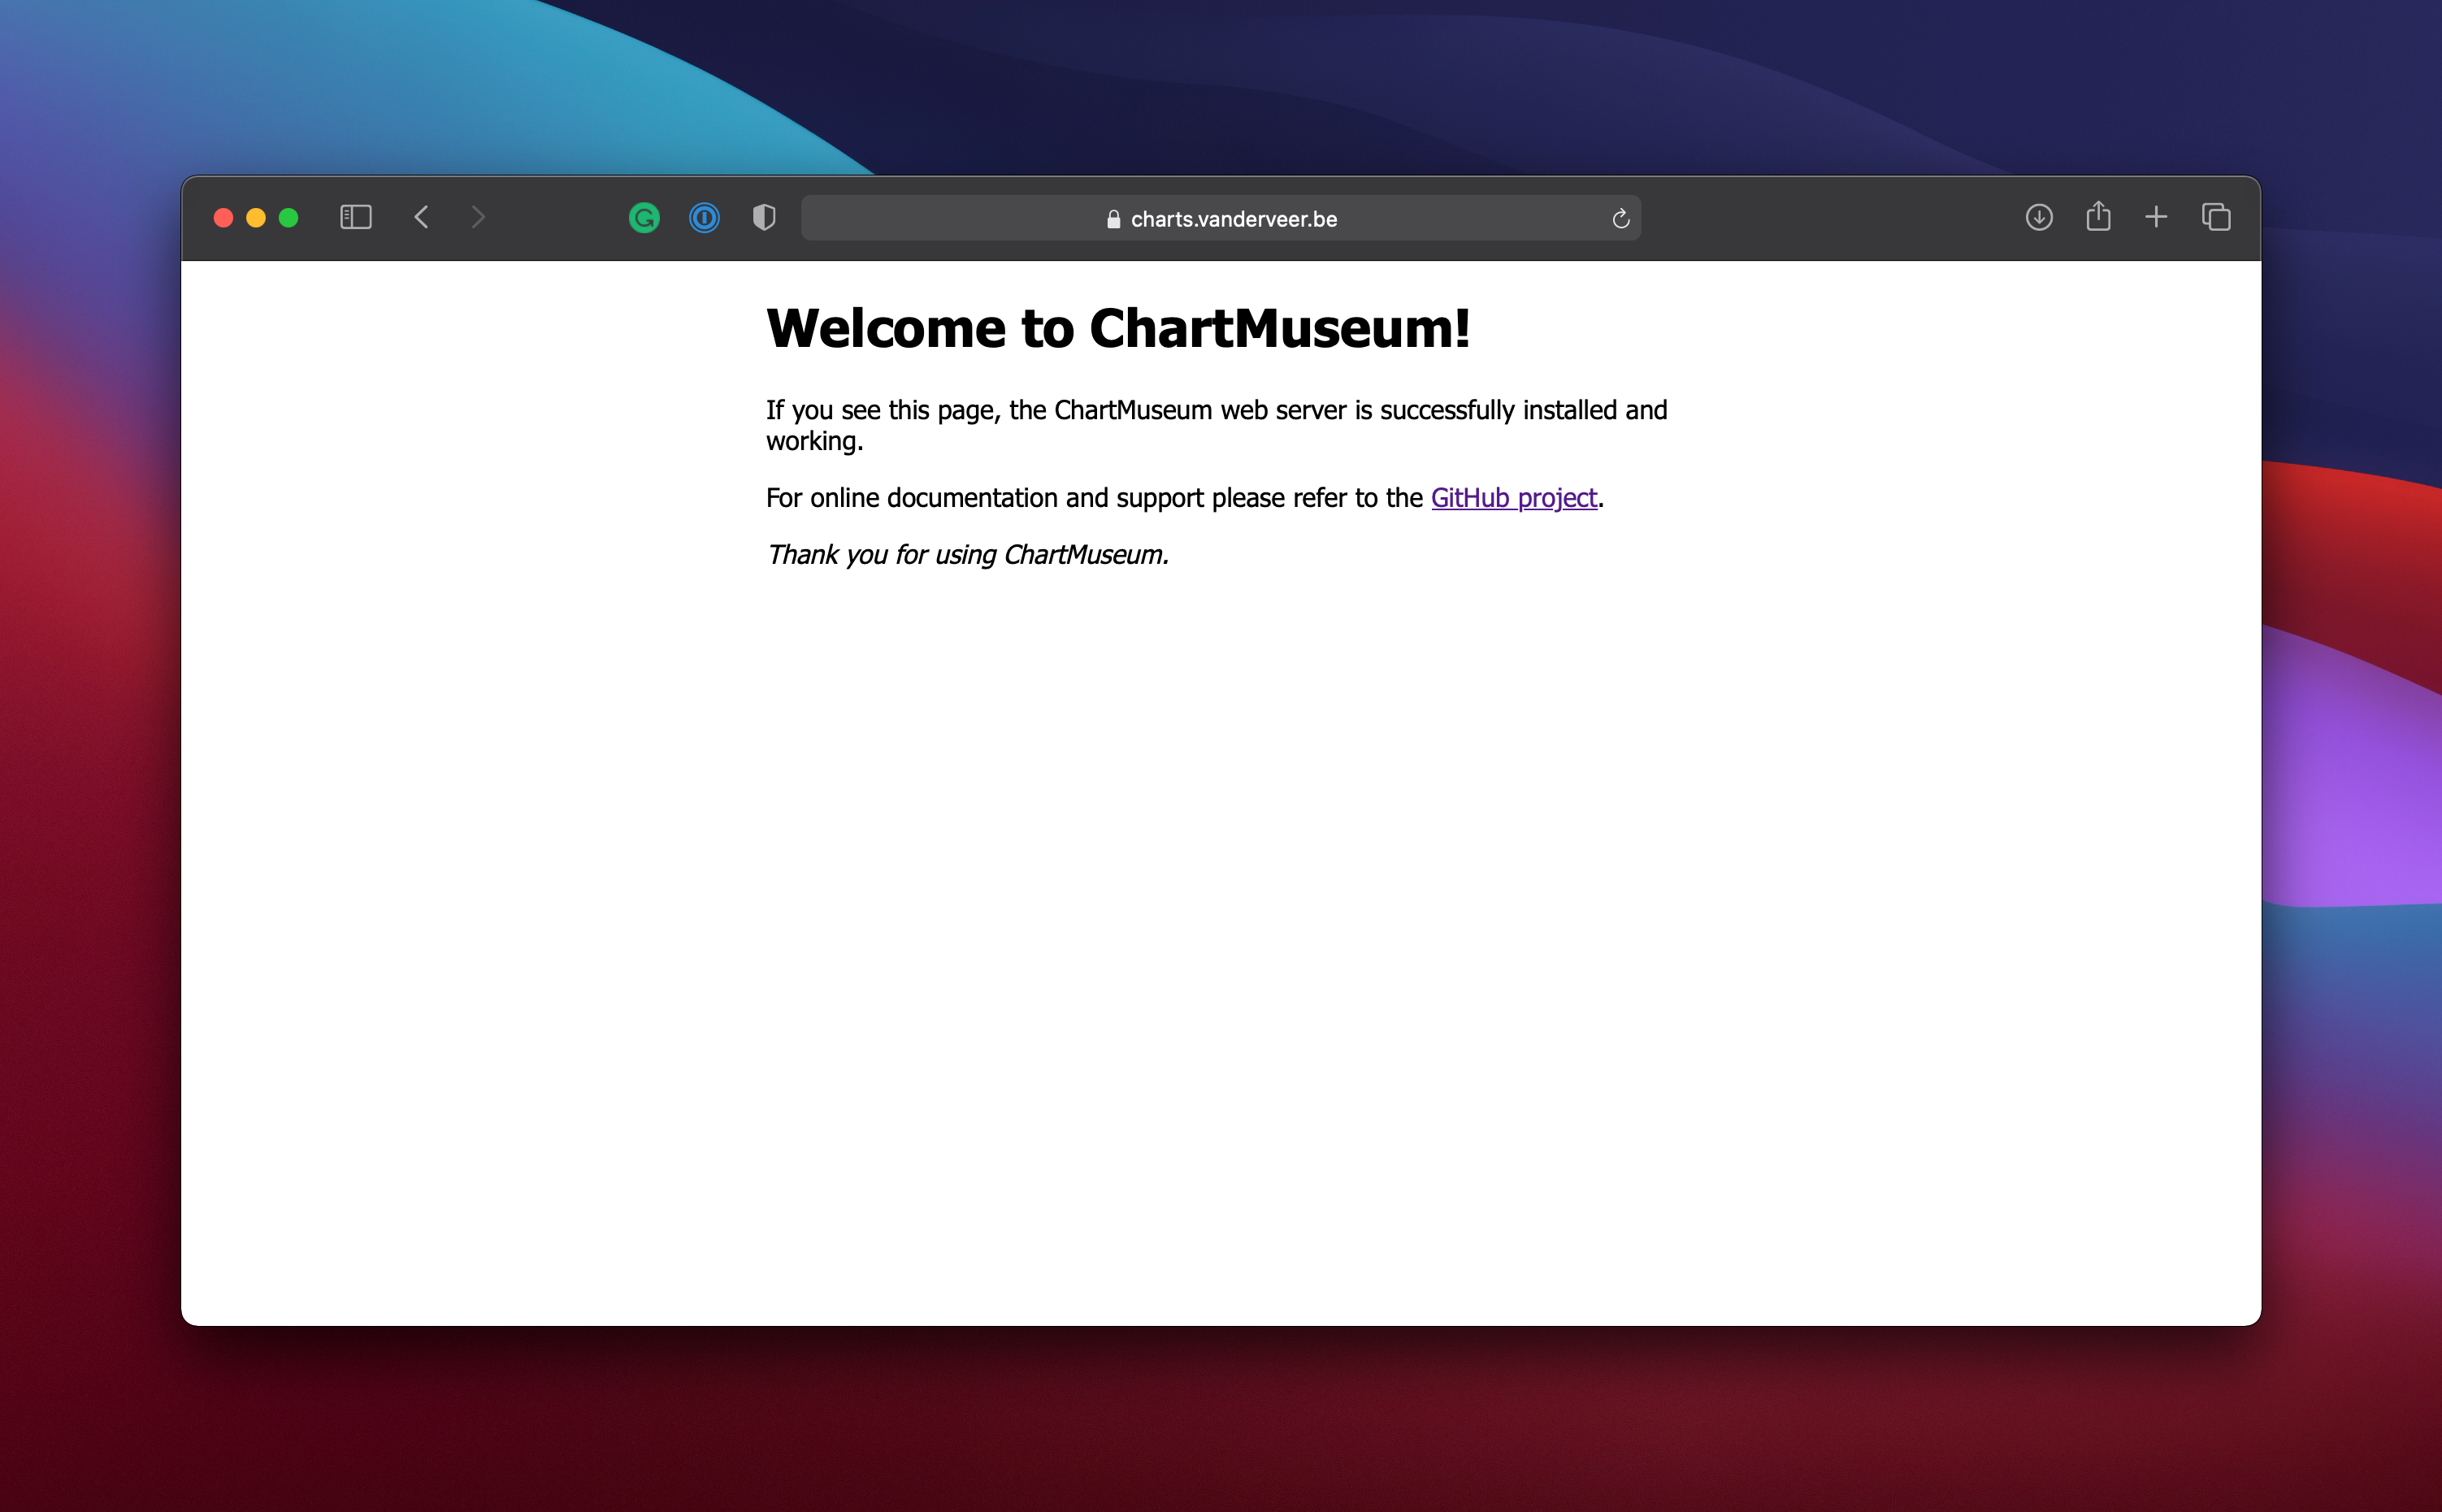 charts.vanderveer.be
Welcome to ChartMuseum!
If you see this page, the ChartMuseum web server is successfully installed and
working.
For online documentation and support please refer to the GitHub project.
Thank you for using ChartMuseum.